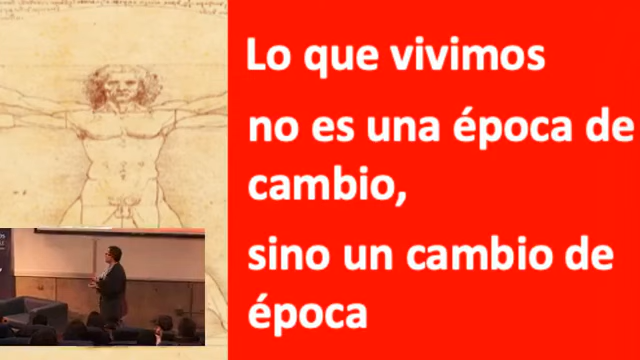 Lo que vivimos
no es una época de
cambio,
sino un cambio de
época